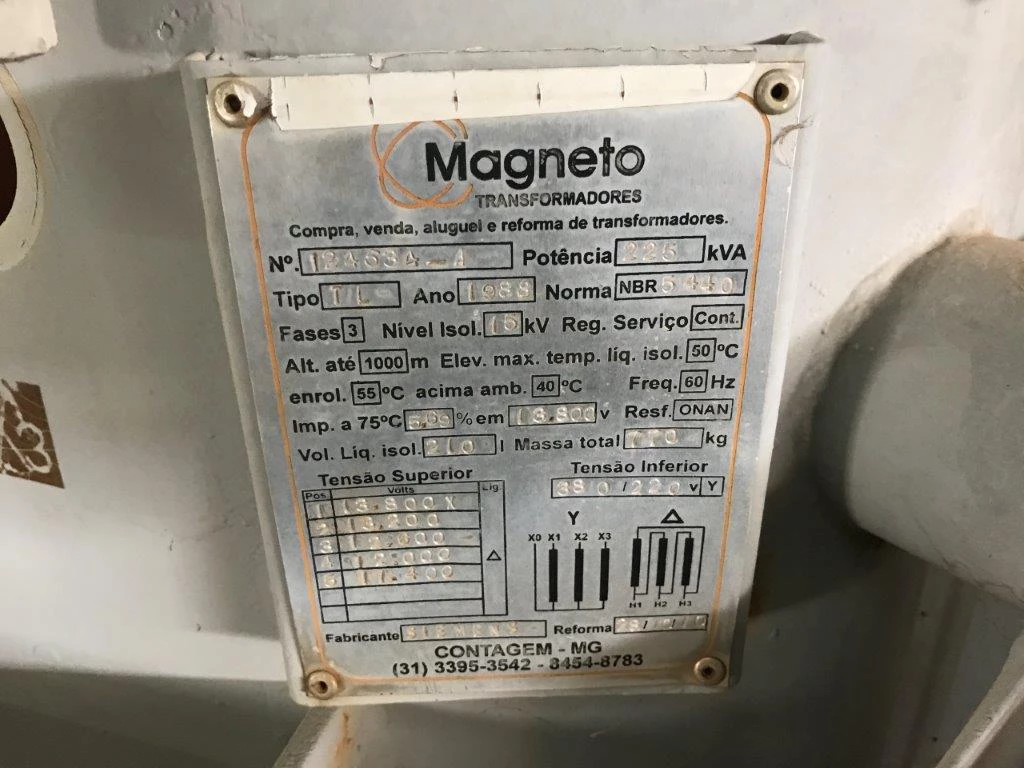 Magneto
TRANSFORMADORES
Compra, venda, aluguel e reforma de transformadores.
Nº. 124634-A Potência 225 kVA
Tipo TL Ano 1988 Norma NBR 5440
Fases 3 Nível Isol. 15 kV Reg. Serviço Cont.
Alt. até 1000 m Elev. max. temp. líq. isol. 50 ºC
enrol. 55 ºC acima amb. 40 ºC Freq. 60 Hz
Imp. a 75ºC % em 13.800 v Resf. ONAN
Vol. Líq. isol. 210 l Massa total 770 kg
Tensão Superior Tensão Inferior
Pos. Volts Lig. 380/220 v Y
1 13.800 X
2 13.200
3 12.600
4 12.000 Δ
5 11.400
Y Δ
X0 X1 X2 X3
H1 H2 H3
Fabricante SIEMENS Reforma
CONTAGEM - MG
(31) 3395-3542 - 8454-8783